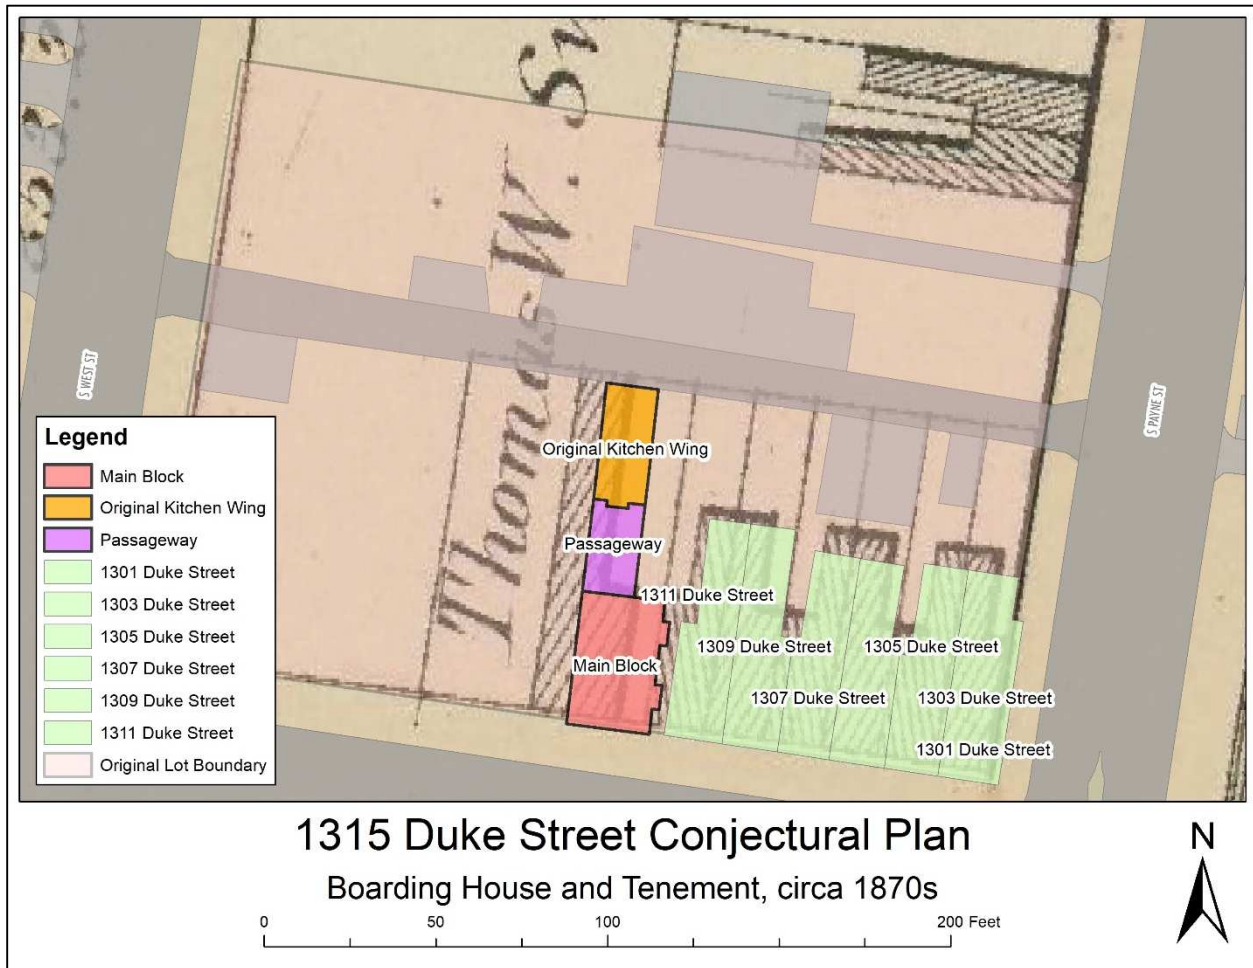 Thomas W. Sw
S WEST ST
S PAYNE ST
Original Kitchen Wing
Passageway
Main Block
1311 Duke Street
1309 Duke Street
1307 Duke Street
1305 Duke Street
1303 Duke Street
1301 Duke Street
Legend
Main Block
Original Kitchen Wing
Passageway
1301 Duke Street
1303 Duke Street
1305 Duke Street
1307 Duke Street
1309 Duke Street
1311 Duke Street
Original Lot Boundary
1315 Duke Street Conjectural Plan
Boarding House and Tenement, circa 1870s
0 50 100 200 Feet
N